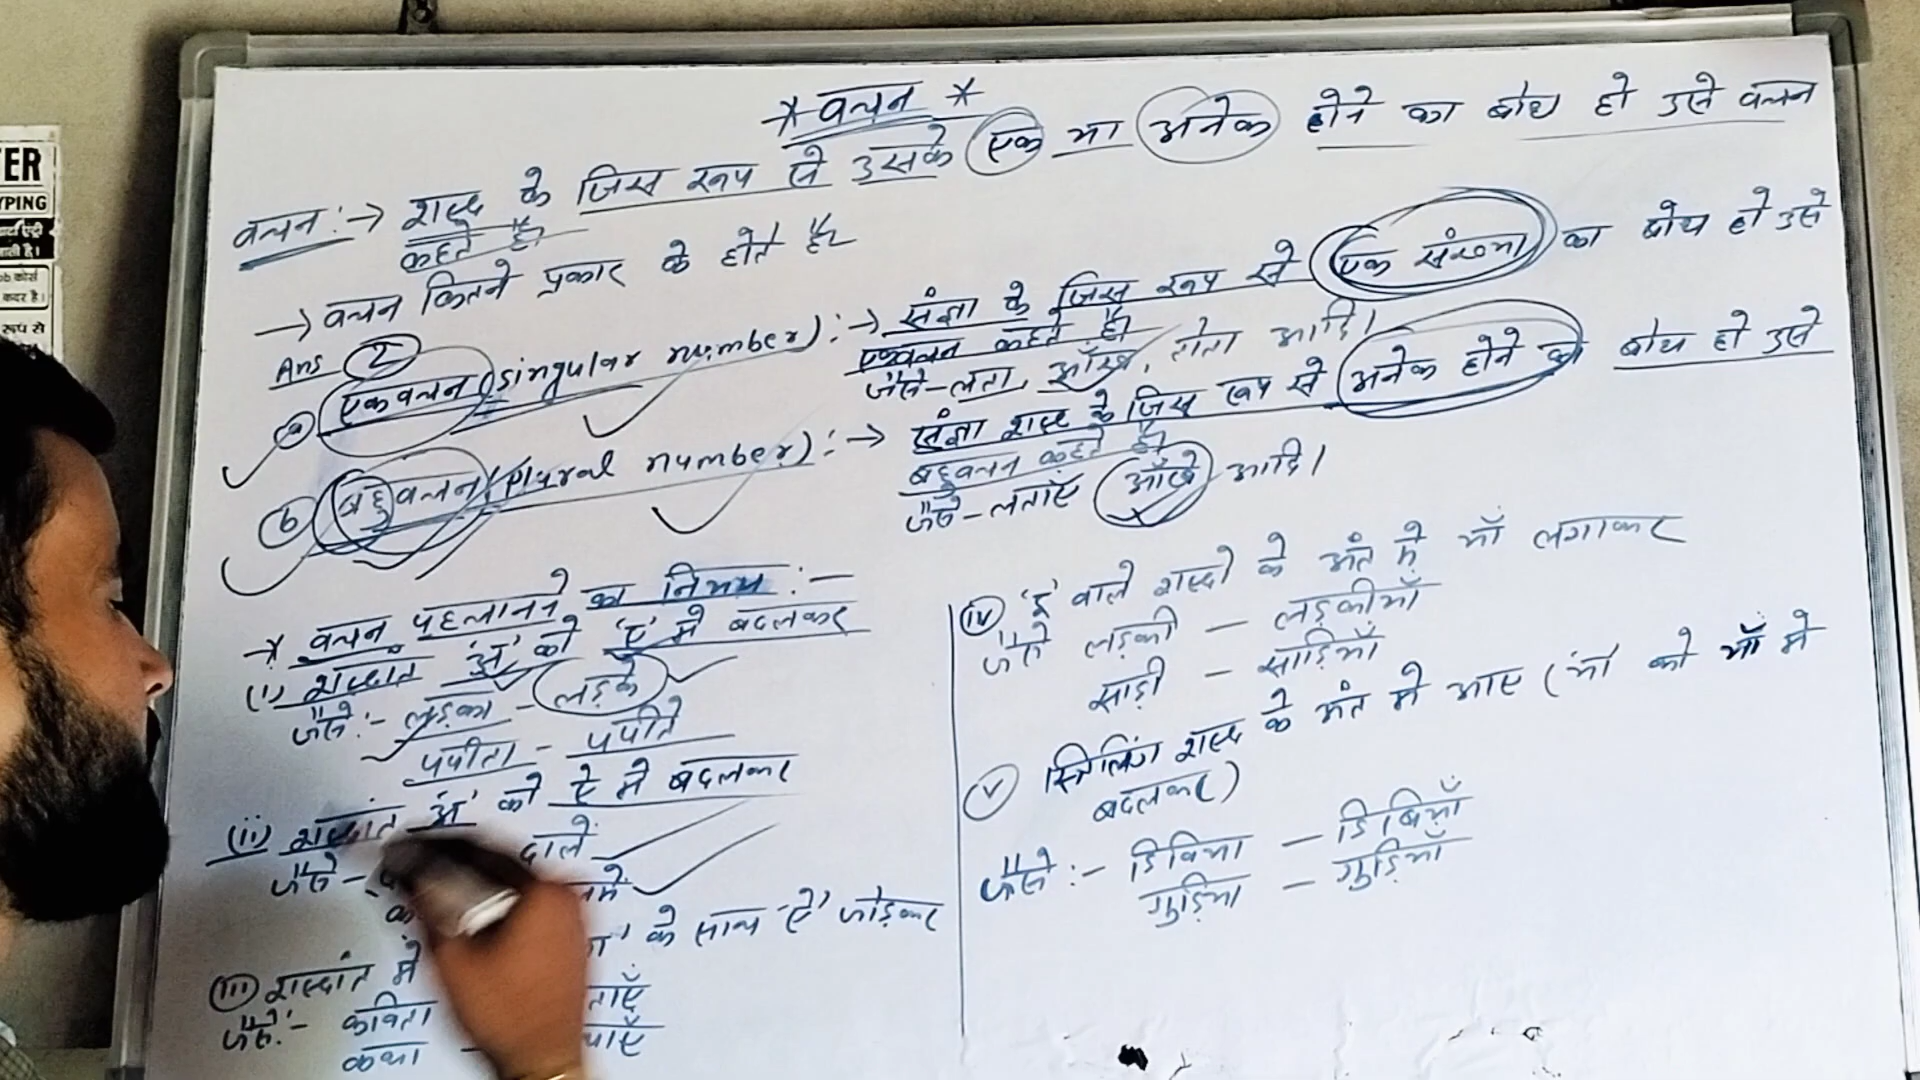 * वचन *
वचन :-> शब्द के जिस रूप से उसके एक या अनेक होने का बोध हो उसे वचन
कहते है।
-> वचन कितने प्रकार के होते है
Ans 2
(a) एकवचन (singular number) :-> संज्ञा के जिस रूप से एक संख्या का बोध हो उसे
एकवचन कहते है।
जैसे - लता, आँख, तोता आदि।
(b) बहुवचन (plural number) :-> संज्ञा शब्द के जिस रूप से अनेक होने का बोध हो उसे
बहुवचन कहते है।
जैसे - लताएँ आँखे आदि।
* वचन पहचानने का नियम :-
(i) शब्दांत को 'ए' मे बदलकर
जैसे :- लड़का - लड़के
पपीता - पपीते
(ii) शब्दांत को ऐ मे बदलकर
जैसे - दाले
(iii) शब्दांत मे के साथ 'ऐ' जोड़कर
जैसे :- कविता
कथा -
(iv) 'ई' वाले शब्दो के अंत मे याँ लगाकर
जैसे लड़की - लड़कीयाँ
साड़ी - साड़ियाँ
(v) स्त्रिलिंग शब्द के अंत मे आए (या को याँ मे
बदलकर)
जैसे :- डिबिया - डिबियाँ
गुड़िया - गुड़ियाँ
ER
YPING
रूप से